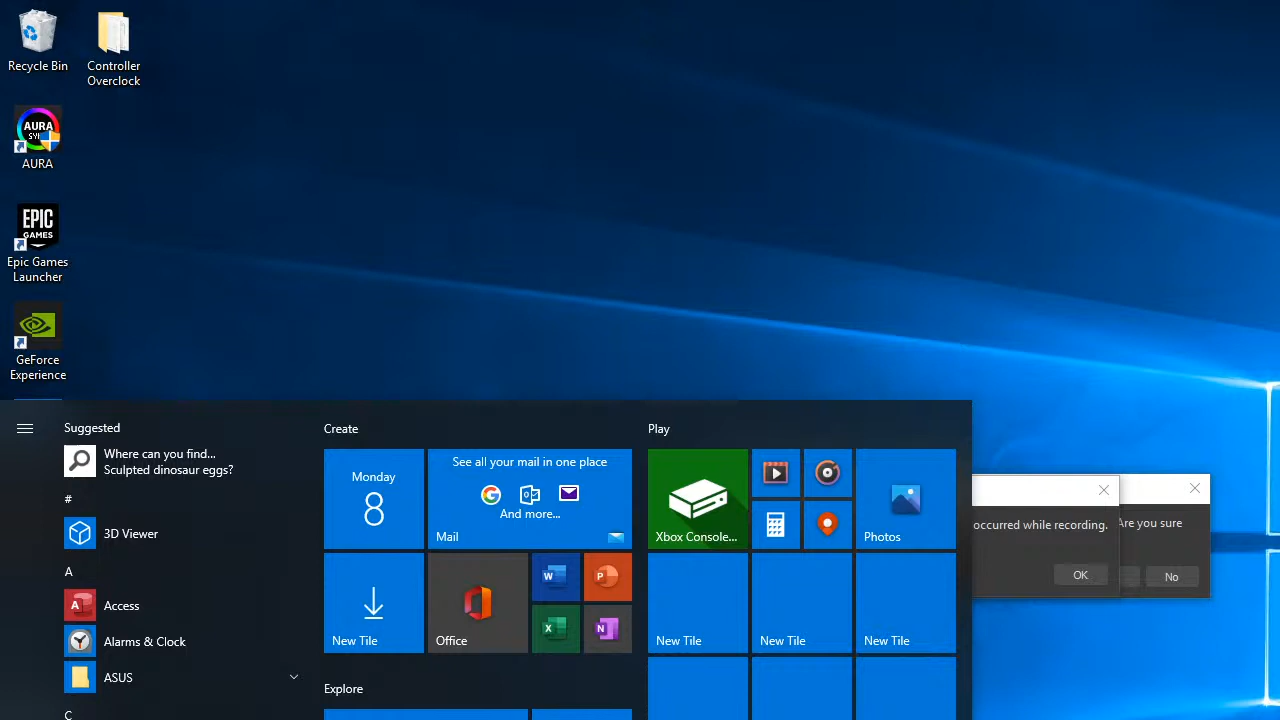 Recycle Bin
Controller
Overclock
AURA
SYNC
AURA
EPIC
GAMES
Epic Games
Launcher
GeForce
Experience
Suggested
Where can you find...
Sculpted dinosaur eggs?
#
3D Viewer
A
Access
Alarms & Clock
ASUS
C
Create
Monday
8
See all your mail in one place
And more...
Mail
New Tile
Office
Explore
Play
Xbox Console...
Photos
New Tile
New Tile
New Tile
occurred while recording.
OK
Are you sure
No